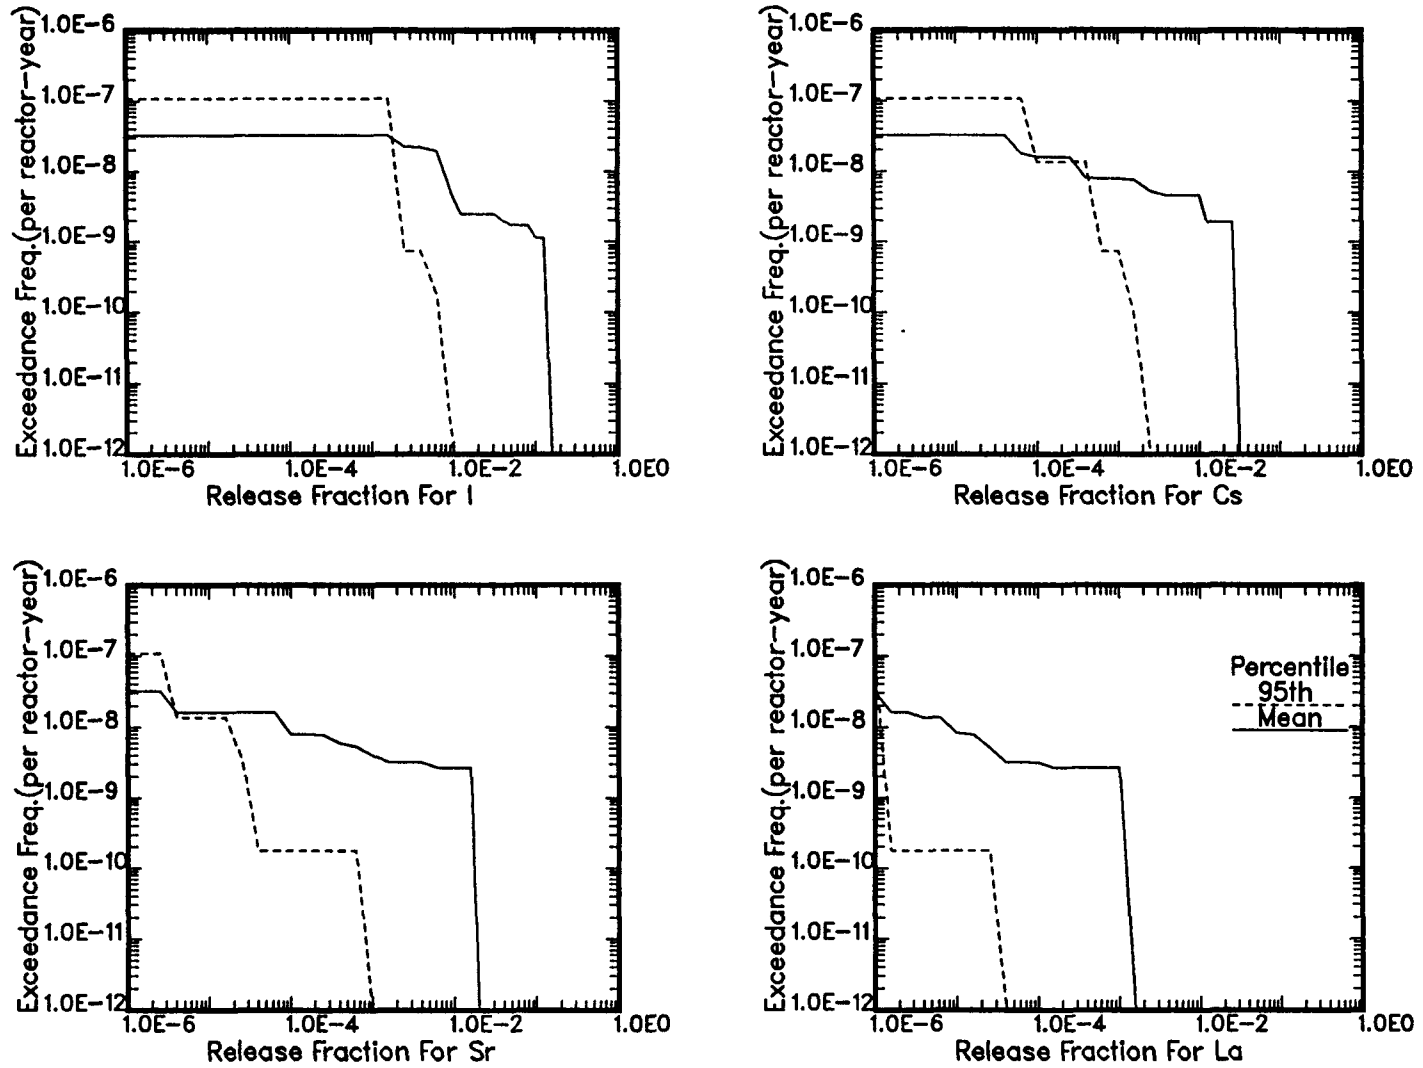 Exceedance Freq.(per reactor-year)
1.0E-6
1.0E-7
1.0E-8
1.0E-9
1.0E-10
1.0E-11
1.0E-12
1.0E-6 1.0E-4 1.0E-2 1.0E0
Release Fraction For I
Exceedance Freq.(per reactor-year)
1.0E-6
1.0E-7
1.0E-8
1.0E-9
1.0E-10
1.0E-11
1.0E-12
1.0E-6 1.0E-4 1.0E-2 1.0E0
Release Fraction For Cs
Exceedance Freq.(per reactor-year)
1.0E-6
1.0E-7
1.0E-8
1.0E-9
1.0E-10
1.0E-11
1.0E-12
1.0E-6 1.0E-4 1.0E-2 1.0E0
Release Fraction For Sr
Exceedance Freq.(per reactor-year)
1.0E-6
1.0E-7
1.0E-8
1.0E-9
1.0E-10
1.0E-11
1.0E-12
1.0E-6 1.0E-4 1.0E-2 1.0E0
Release Fraction For La
Percentile
95th
Mean